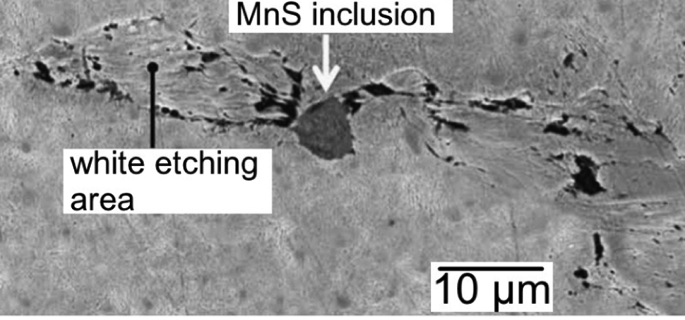 MnS inclusion
white etching
area
10 µm